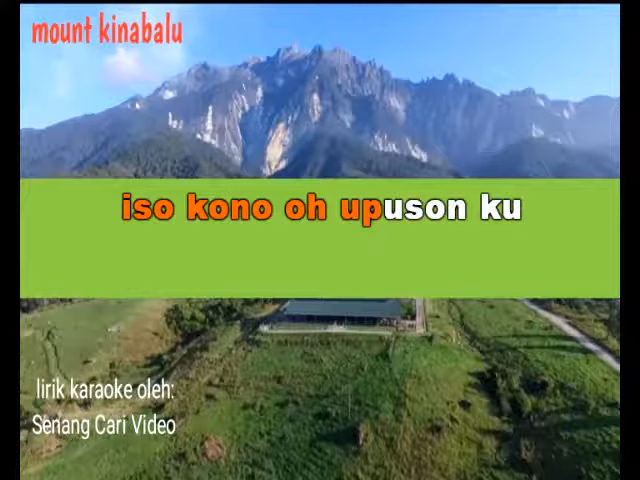 mount kinabalu
iso kono oh upuson ku
lirik karaoke oleh:
Senang Cari Video